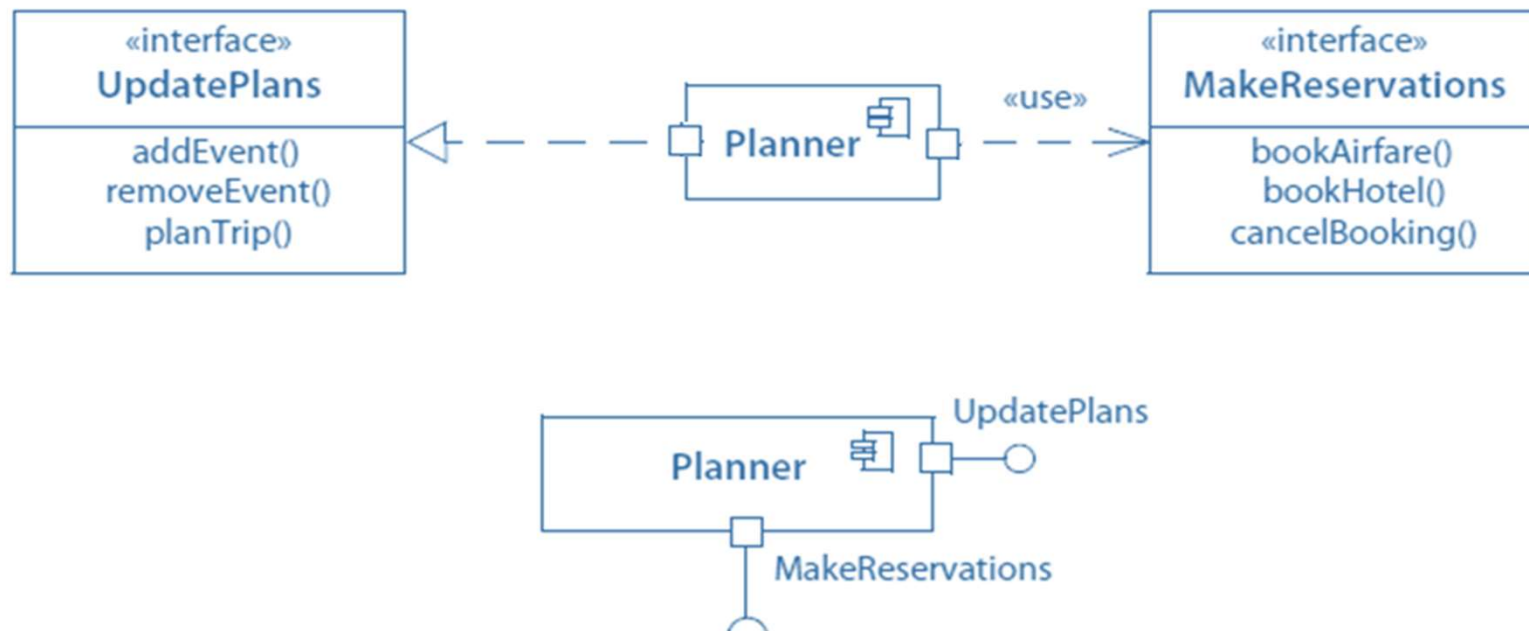 «interface»
UpdatePlans
addEvent()
removeEvent()
planTrip()
Planner
«use»
«interface»
MakeReservations
bookAirfare()
bookHotel()
cancelBooking()
UpdatePlans
Planner
MakeReservations